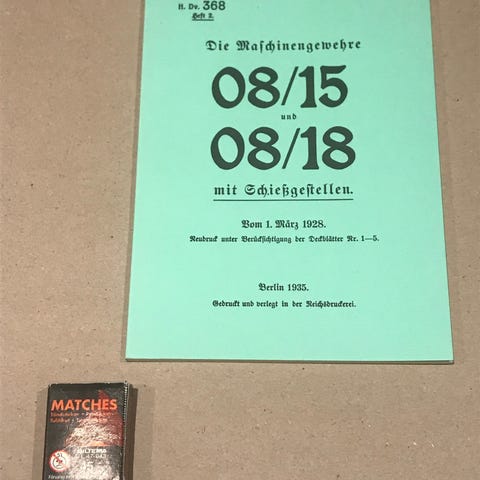 H. Dv. 368
Heft 2.
Die Maschinengewehre
08/15
und
08/18
mit Schießgestellen.
Vom 1. März 1928.
Neudruck unter Berücksichtigung der Deckblätter Nr. 1—5.
Berlin 1935.
Gedruckt und verlegt in der Reichsdruckerei.
MATCHES
BILTEMA